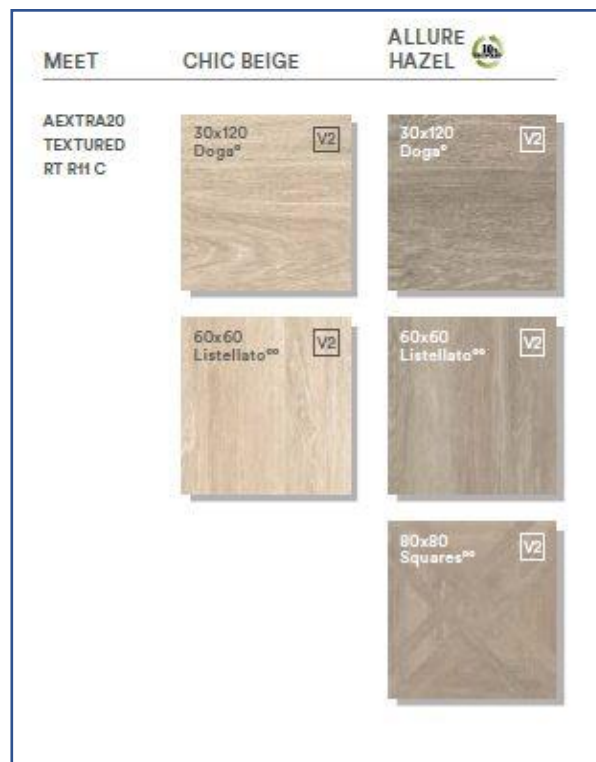 MEET
CHIC BEIGE
ALLURE
HAZEL
AEXTRA20
TEXTURED
RT R11 C
30x120
Doga°
V2
30x120
Doga°
V2
60x60
Listellato°°
V2
60x60
Listellato°°
V2
80x80
Squares°°
V2